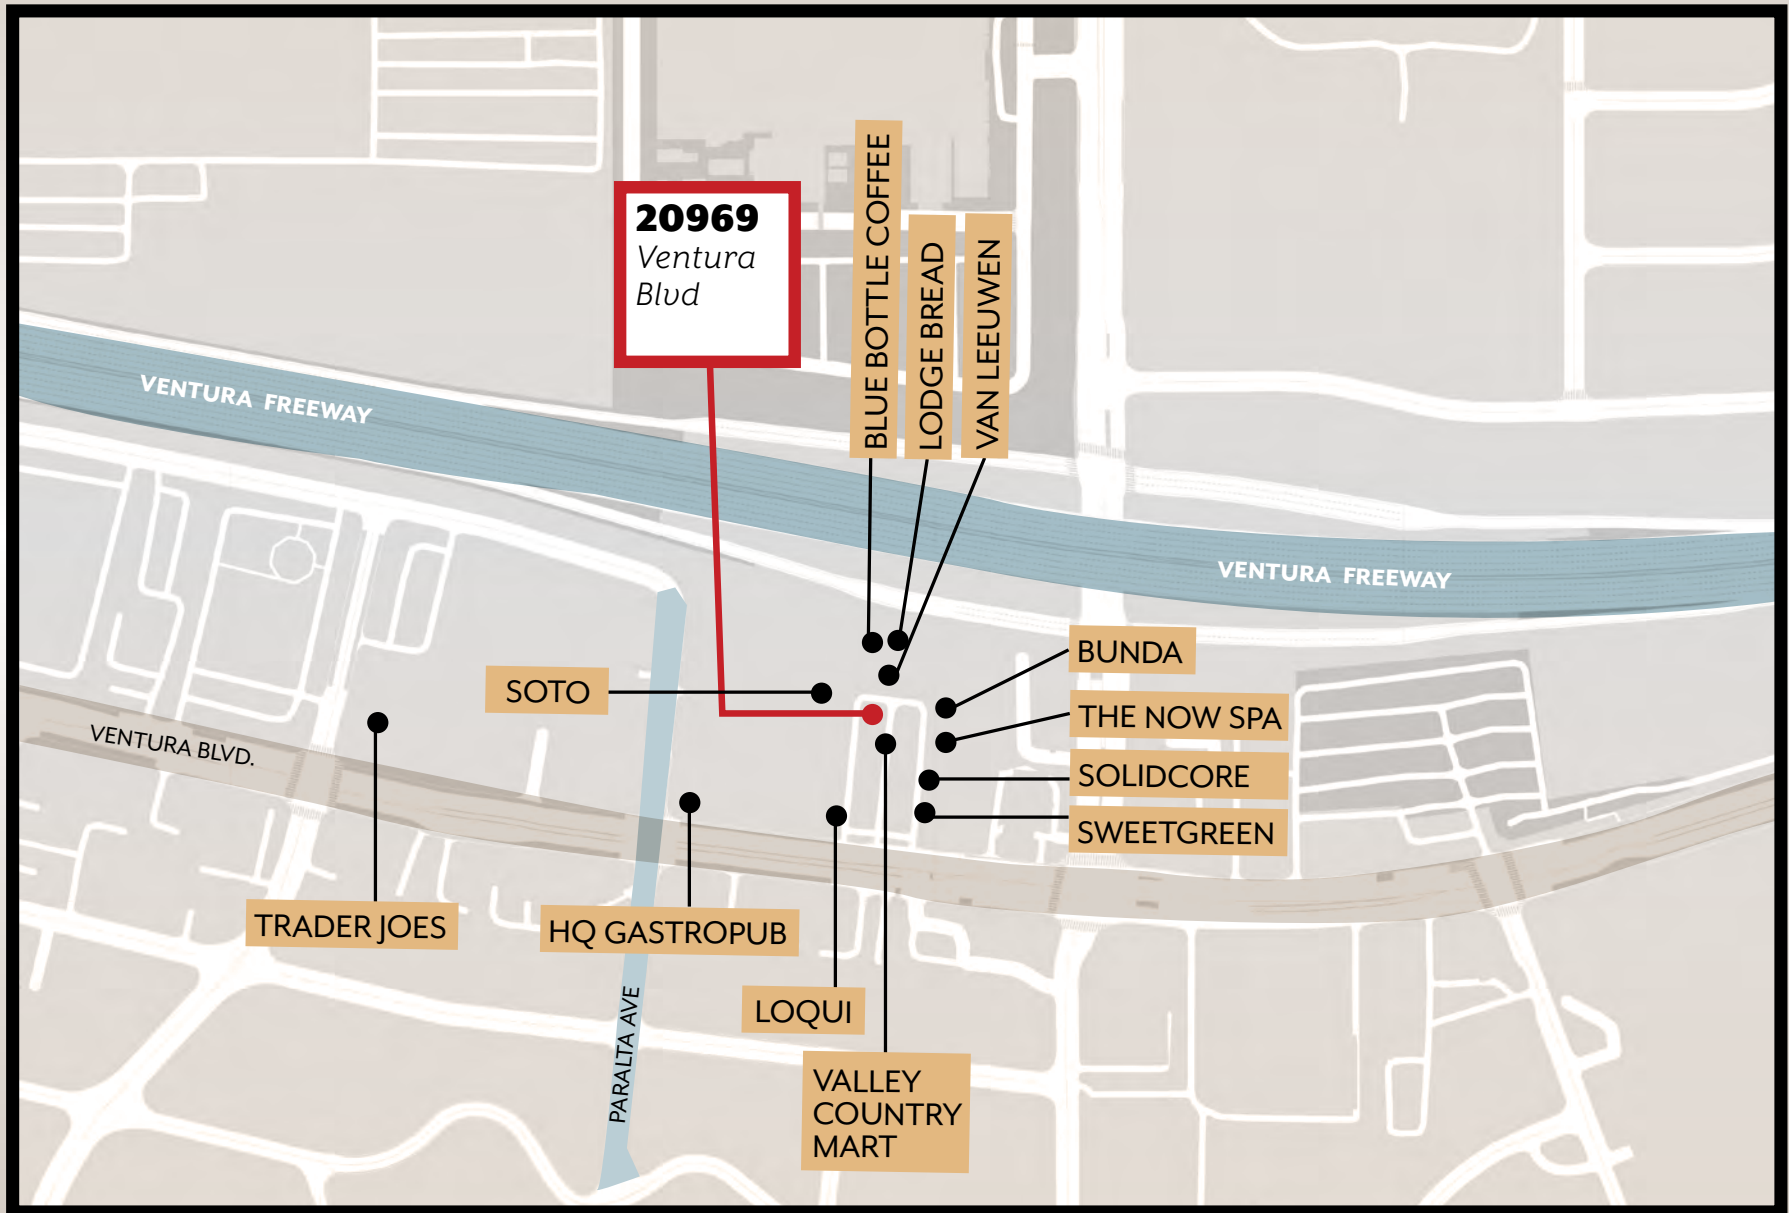 20969
Ventura
Blvd
BLUE BOTTLE COFFEE
LODGE BREAD
VAN LEEUWEN
VENTURA FREEWAY
VENTURA FREEWAY
BUNDA
SOTO
THE NOW SPA
VENTURA BLVD.
SOLIDCORE
SWEETGREEN
TRADER JOES
HQ GASTROPUB
LOQUI
PARALTA AVE
VALLEY
COUNTRY
MART